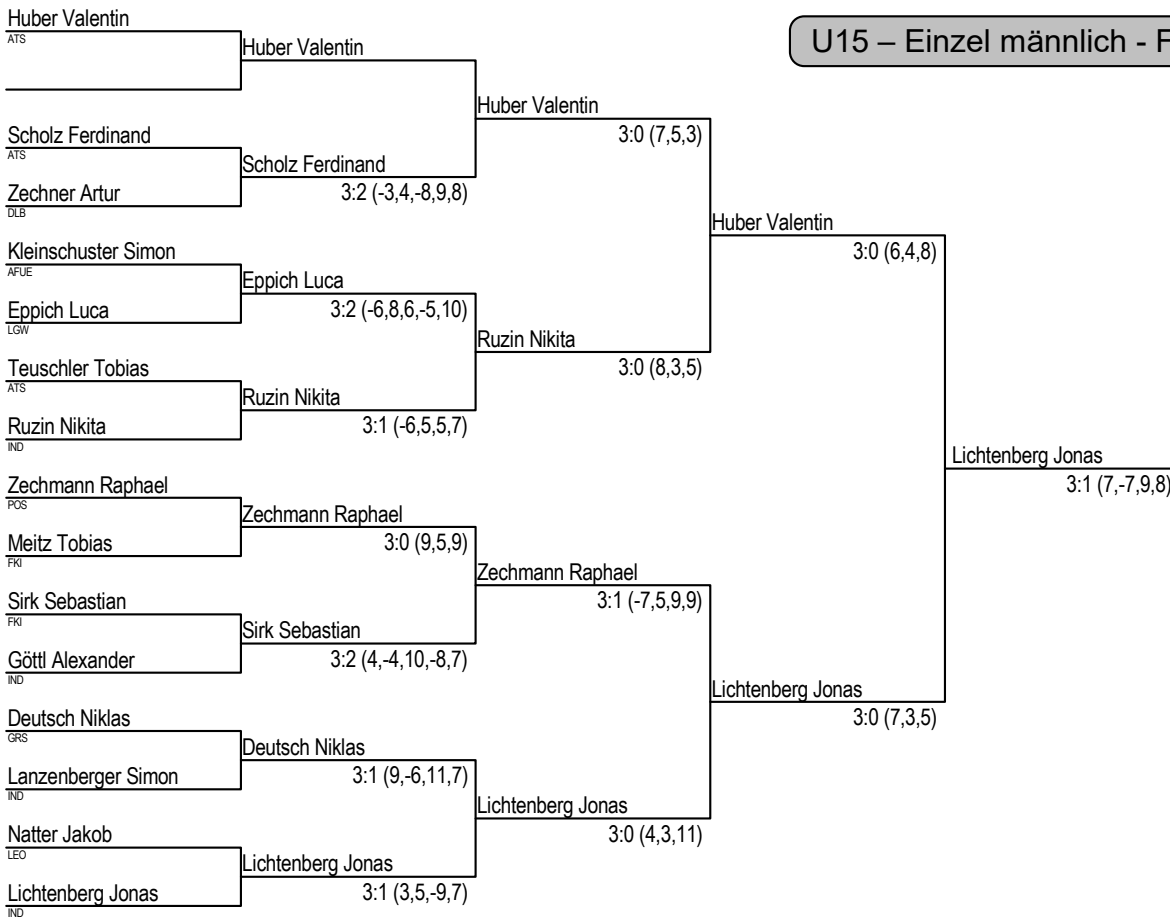 Huber Valentin
ATS
Huber Valentin
U15 – Einzel männlich - F
Huber Valentin
3:0 (7,5,3)
Scholz Ferdinand
ATS
Scholz Ferdinand
3:2 (-3,4,-8,9,8)
Zechner Artur
DLB
Huber Valentin
3:0 (6,4,8)
Kleinschuster Simon
AFUE
Eppich Luca
3:2 (-6,8,6,-5,10)
Eppich Luca
LGW
Ruzin Nikita
3:0 (8,3,5)
Teuschler Tobias
ATS
Ruzin Nikita
3:1 (-6,5,5,7)
Ruzin Nikita
IND
Lichtenberg Jonas
3:1 (7,-7,9,8)
Zechmann Raphael
POS
Zechmann Raphael
3:0 (9,5,9)
Meitz Tobias
FKI
Zechmann Raphael
3:1 (-7,5,9,9)
Sirk Sebastian
FKI
Sirk Sebastian
3:2 (4,-4,10,-8,7)
Göttl Alexander
IND
Lichtenberg Jonas
3:0 (7,3,5)
Deutsch Niklas
GRS
Deutsch Niklas
3:1 (9,-6,11,7)
Lanzenberger Simon
IND
Lichtenberg Jonas
3:0 (4,3,11)
Natter Jakob
LEO
Lichtenberg Jonas
3:1 (3,5,-9,7)
Lichtenberg Jonas
IND